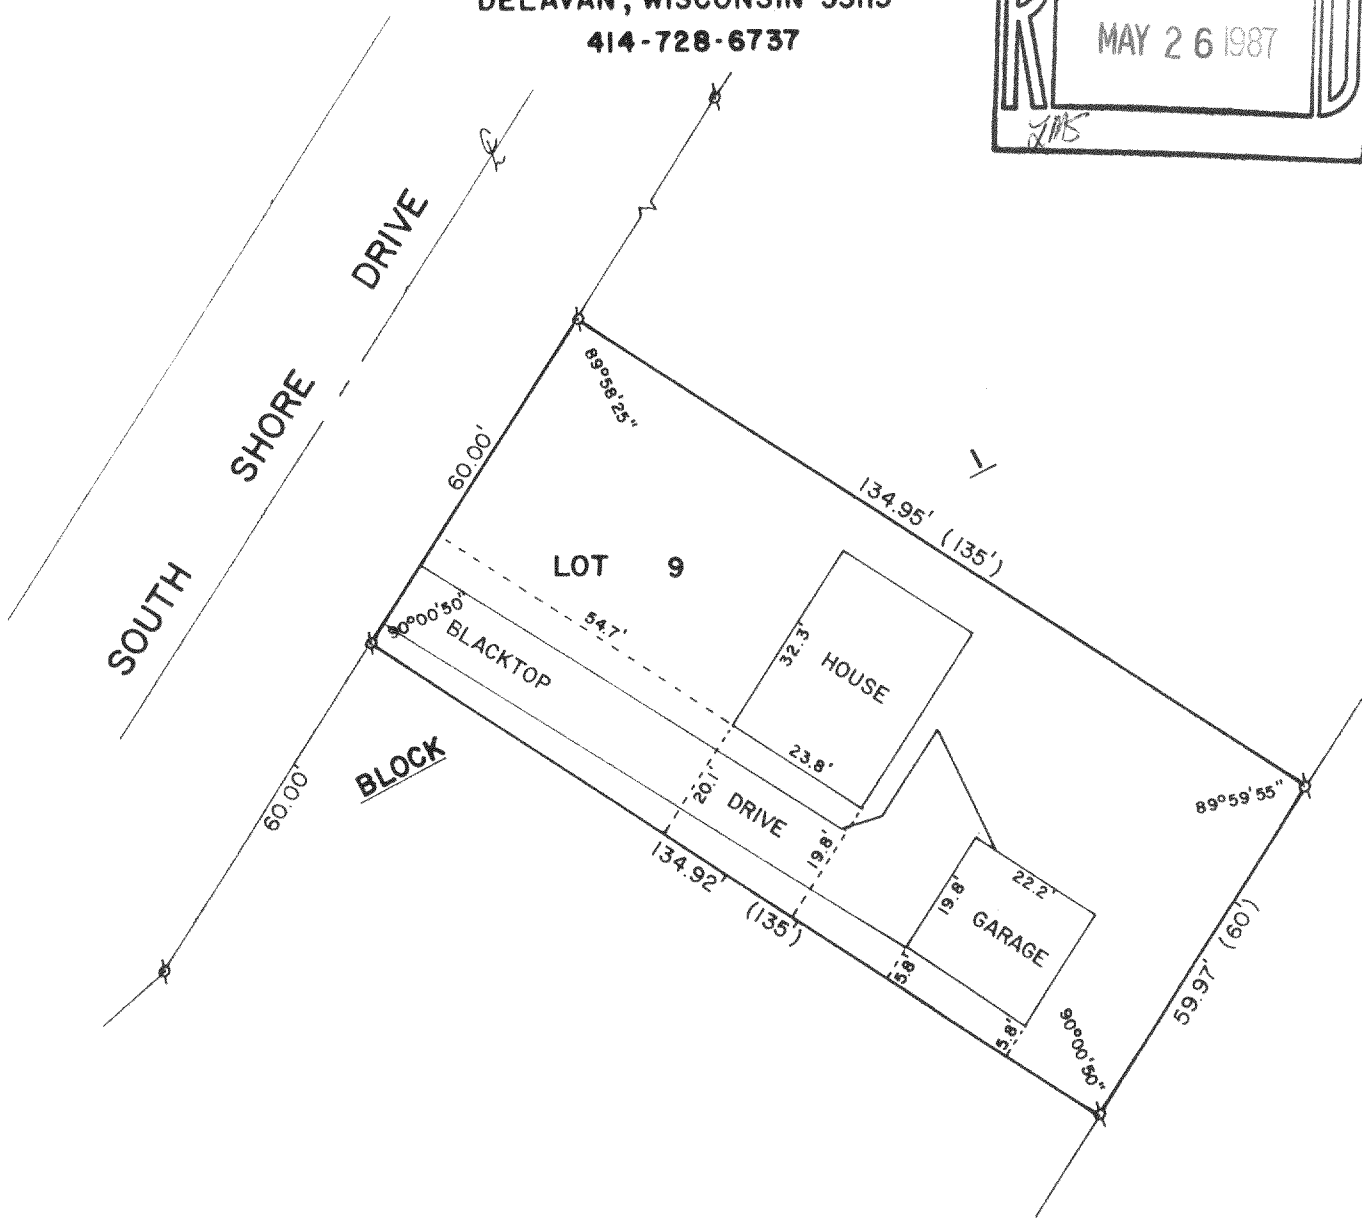 DELAVAN, WISCONSIN 53115
414-728-6737
MAY 26 1987
SOUTH SHORE DRIVE
60.00'
89°58'25"
134.95' (135')
1
LOT 9
54.7'
90°00'50"
BLACKTOP
32.3'
HOUSE
23.8'
20.1'
DRIVE
19.8'
BLOCK
60.00'
134.92' (135')
89°59'55"
22.2'
19.8'
GARAGE
5.8'
5.8'
59.97' (60')
90°00'50"